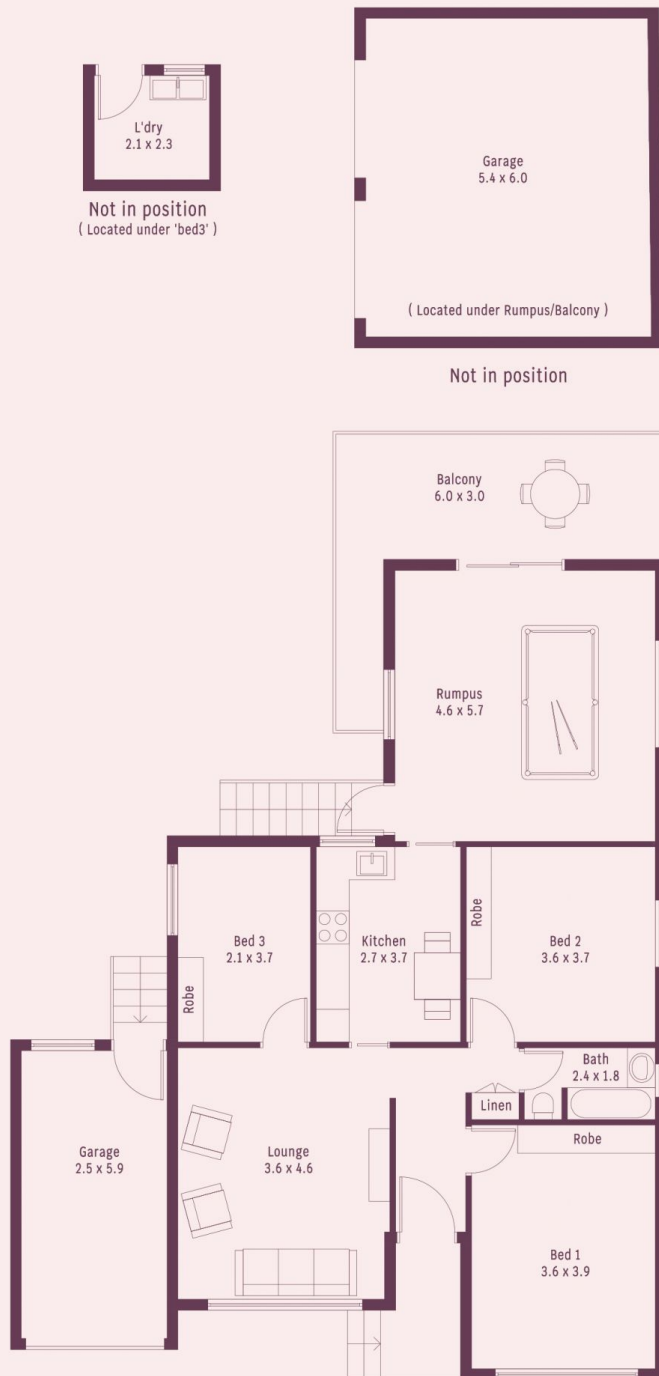 L'dry
2.1 x 2.3
Not in position
( Located under 'bed3' )
Garage
5.4 x 6.0
( Located under Rumpus/Balcony )
Not in position
Balcony
6.0 x 3.0
Rumpus
4.6 x 5.7
Bed 3
2.1 x 3.7
Robe
Kitchen
2.7 x 3.7
Robe
Bed 2
3.6 x 3.7
Bath
2.4 x 1.8
Linen
Garage
2.5 x 5.9
Lounge
3.6 x 4.6
Robe
Bed 1
3.6 x 3.9